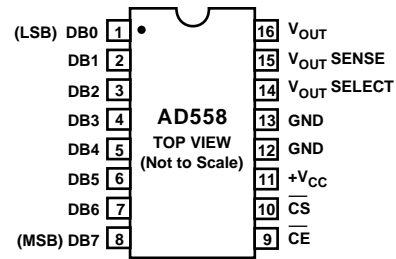 (LSB) DB0 1
DB1 2
DB2 3
DB3 4
DB4 5
DB5 6
DB6 7
(MSB) DB7 8
AD558
TOP VIEW
(Not to Scale)
16 VOUT
15 VOUT SENSE
14 VOUT SELECT
13 GND
12 GND
11 +VCC
10 C̅S̅
9 C̅E̅